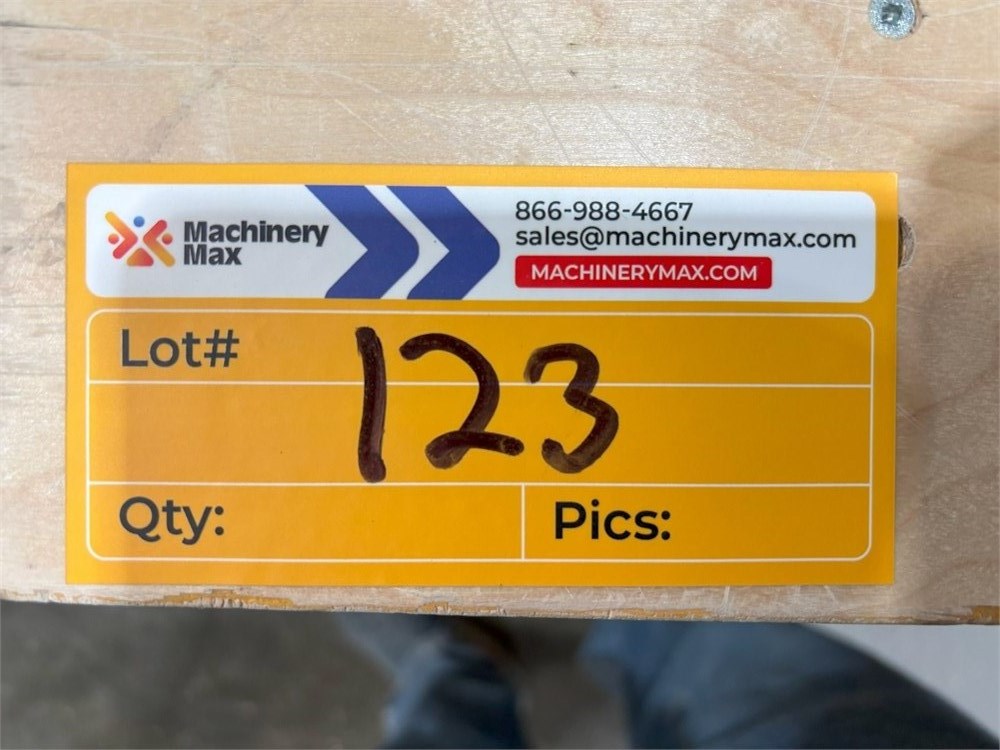 Machinery
Max
866-988-4667
sales@machinerymax.com
MACHINERYMAX.COM
Lot# 123
Qty: Pics: